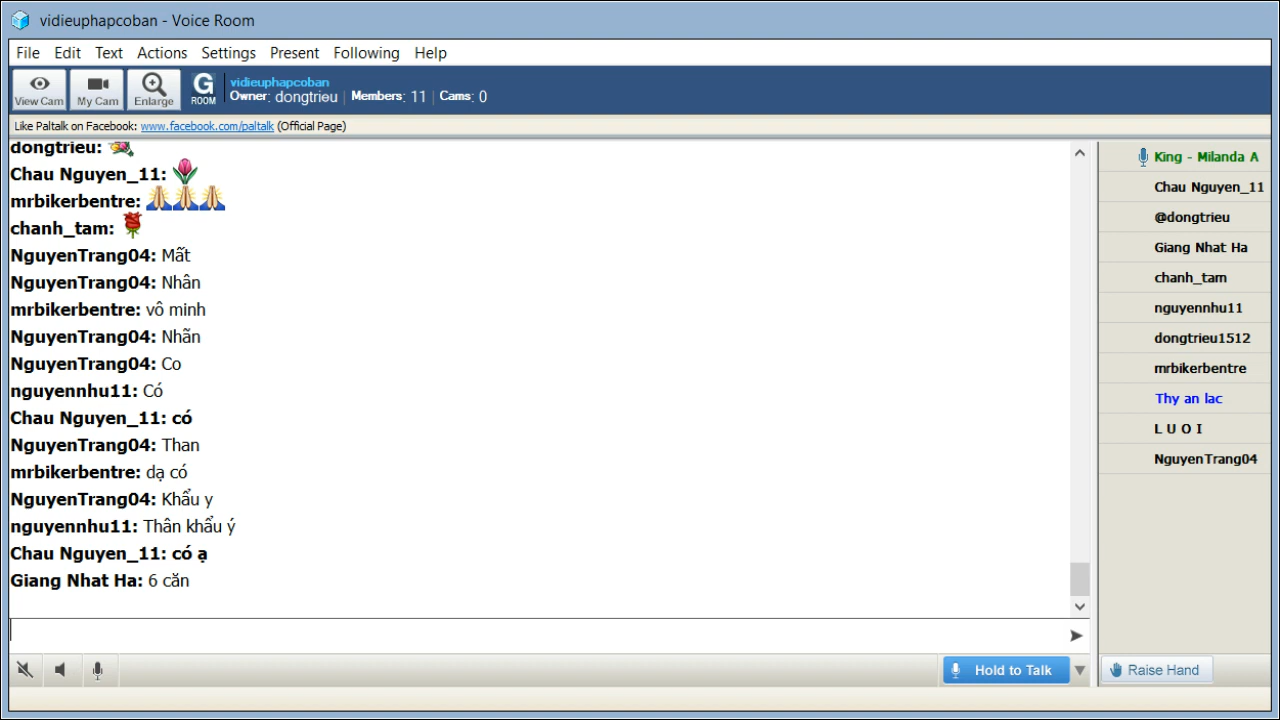 vidieuphapcoban - Voice Room
File Edit Text Actions Settings Present Following Help
View Cam
My Cam
Enlarge
G
ROOM
vidieuphapcoban
Owner: dongtrieu | Members: 11 | Cams: 0
Like Paltalk on Facebook: www.facebook.com/paltalk (Official Page)
dongtrieu:
Chau Nguyen_11:
mrbikerbentre:
chanh_tam:
NguyenTrang04: Mất
NguyenTrang04: Nhân
mrbikerbentre: vô minh
NguyenTrang04: Nhãn
NguyenTrang04: Co
nguyennhu11: Có
Chau Nguyen_11: có
NguyenTrang04: Than
mrbikerbentre: dạ có
NguyenTrang04: Khẩu y
nguyennhu11: Thân khẩu ý
Chau Nguyen_11: có ạ
Giang Nhat Ha: 6 căn
King - Milanda A
Chau Nguyen_11
@dongtrieu
Giang Nhat Ha
chanh_tam
nguyennhu11
dongtrieu1512
mrbikerbentre
Thy an lac
L U O I
NguyenTrang04
Hold to Talk
Raise Hand